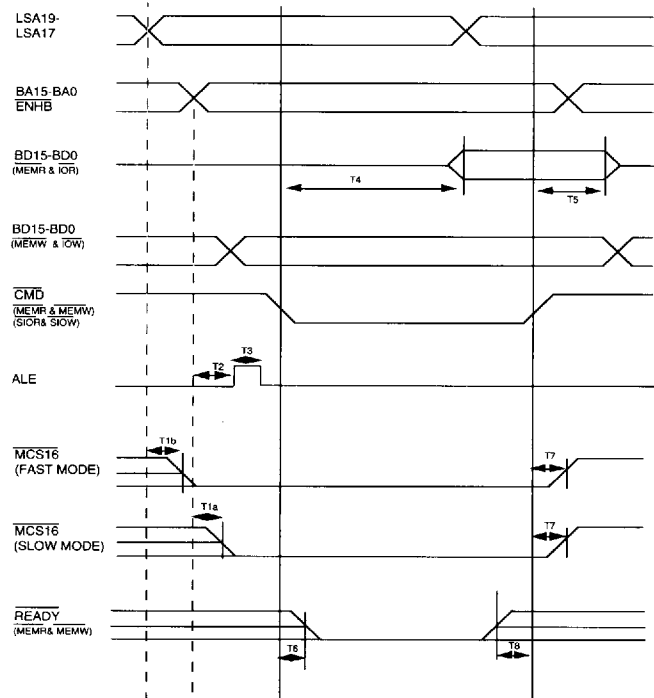 LSA19-
LSA17
BA15-BA0
ENHB
BD15-BD0
(MEMR & IOR)
T4
T5
BD15-BD0
(MEMW & IOW)
CMD
(MEMR & MEMW)
(SIOR& SIOW)
T3
T2
ALE
T1b
MCS16
(FAST MODE)
T7
T1a
MCS16
(SLOW MODE)
T7
READY
(MEMR& MEMW)
T6
T8